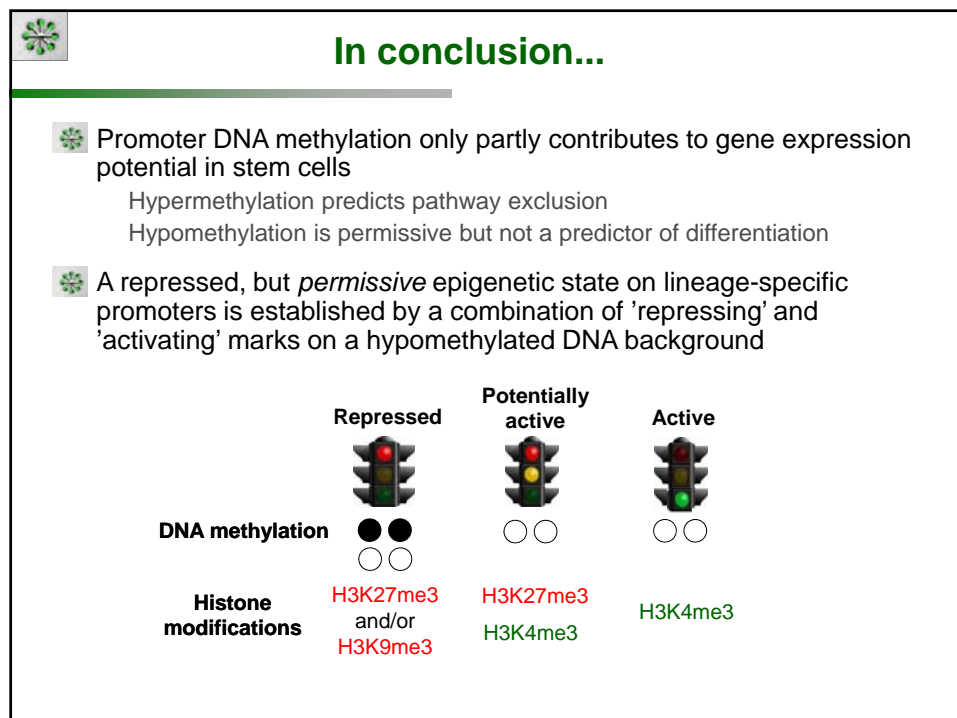 In conclusion...
Promoter DNA methylation only partly contributes to gene expression
potential in stem cells
Hypermethylation predicts pathway exclusion
Hypomethylation is permissive but not a predictor of differentiation
A repressed, but permissive epigenetic state on lineage-specific
promoters is established by a combination of ’repressing’ and
’activating’ marks on a hypomethylated DNA background
Repressed
Potentially
active
Active
DNA methylation
Histone
modifications
H3K27me3
and/or
H3K9me3
H3K27me3
H3K4me3
H3K4me3